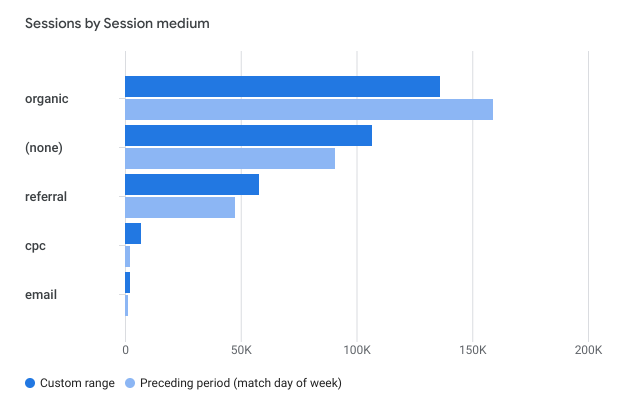 Sessions by Session medium
organic
(none)
referral
cpc
email
0 50K 100K 150K 200K
Custom range Preceding period (match day of week)